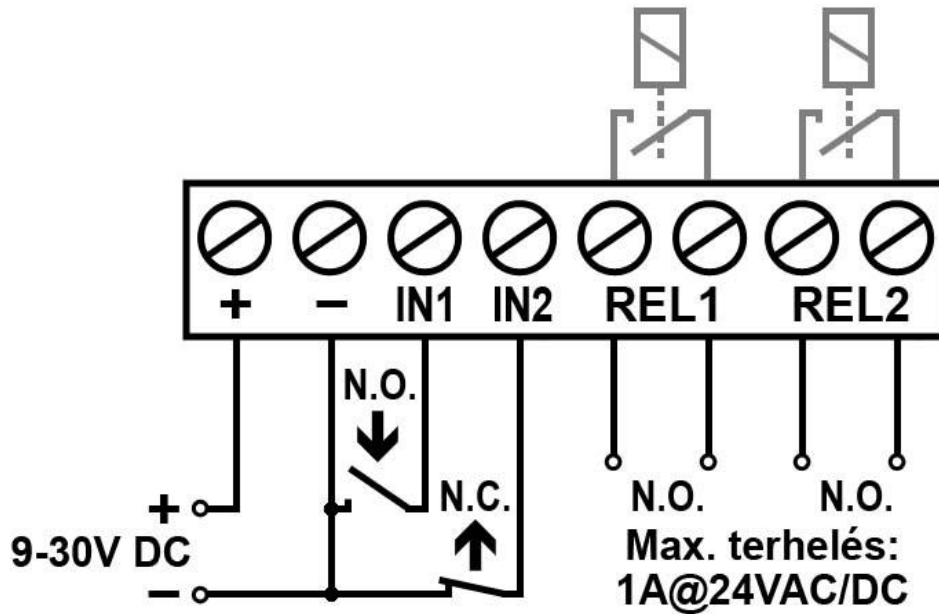 + − IN1 IN2 REL1 REL2
N.O.
N.C.
+
9-30V DC
−
N.O. N.O.
Max. terhelés:
1A@24VAC/DC